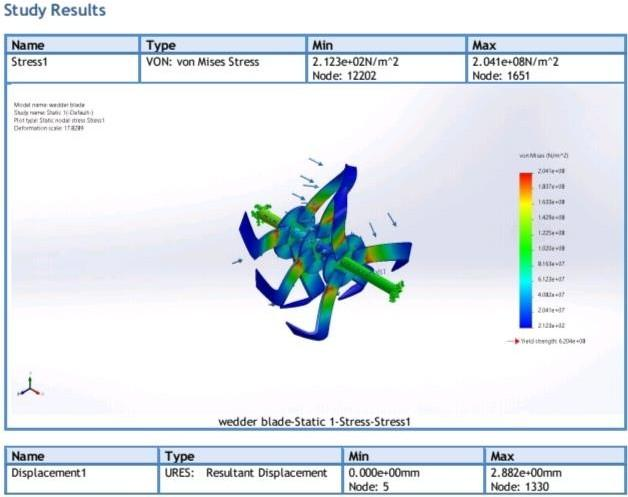 Study Results
Name Type Min Max
Stress1 VON: von Mises Stress 2.123e+02N/m^2 2.041e+08N/m^2
Node: 12202 Node: 1651
Model name: wedder blade
Study name: Static 1(-Default-)
Plot type: Static nodal stress Stress1
Deformation scale: 17.8289
von Mises (N/m^2)
2.041e+08
1.837e+08
1.633e+08
1.429e+08
1.225e+08
1.020e+08
8.163e+07
6.123e+07
4.082e+07
2.041e+07
2.123e+02
Yield strength: 6.204e+08
wedder blade-Static 1-Stress-Stress1
Name Type Min Max
Displacement1 URES: Resultant Displacement 0.000e+00mm 2.882e+00mm
Node: 5 Node: 1330